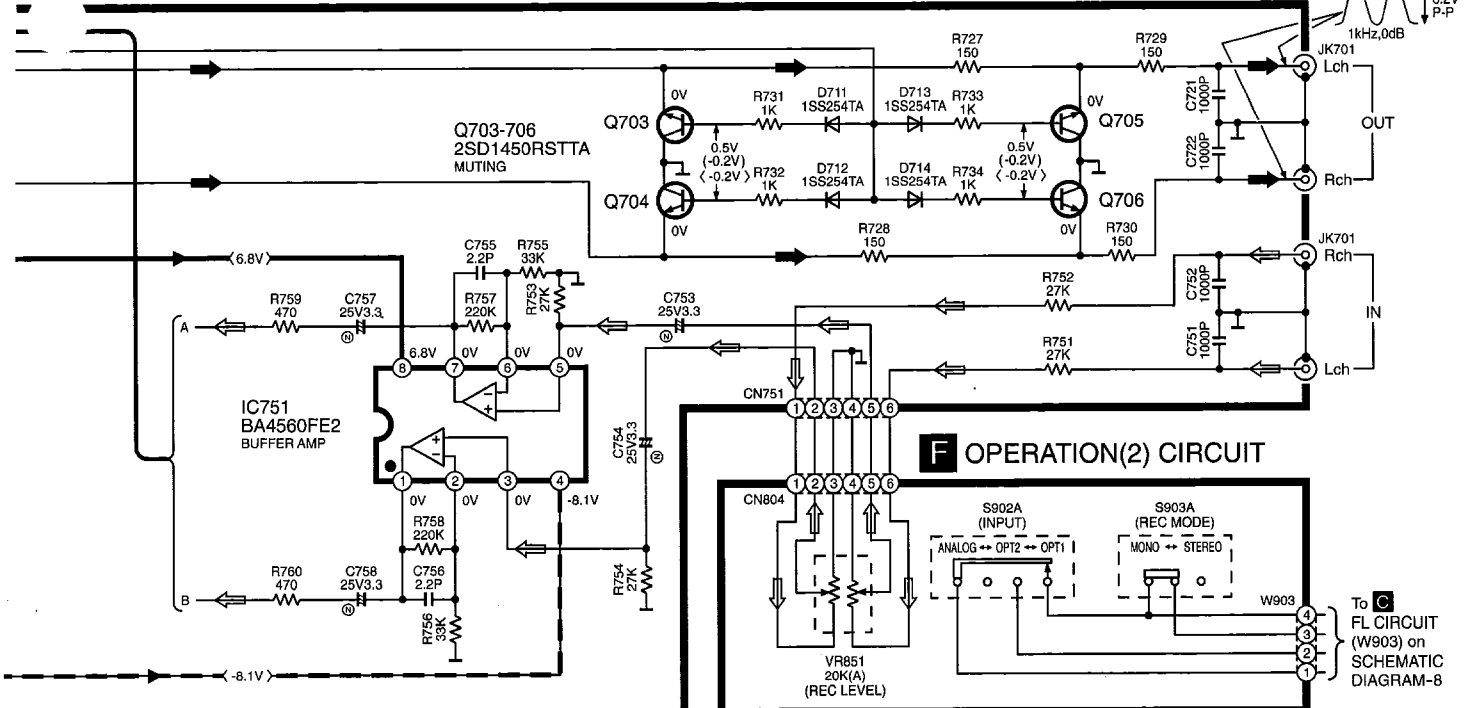 0.2V
P-P
1kHz,0dB
R727
150
R729
150
JK701
Lch
0V
R731
1K
D711
1SS254TA
D713
1SS254TA
R733
1K
0V
C721
1000P
Q703
Q705
OUT
Q703-706
2SD1450RSTTA
MUTING
0.5V
(-0.2V)
〈-0.2V〉
0.5V
(-0.2V)
〈-0.2V〉
C722
1000P
R732
1K
D712
1SS254TA
D714
1SS254TA
R734
1K
Rch
Q704
Q706
0V
0V
R728
150
R730
150
JK701
Rch
〈6.8V〉
C755
2.2P
R755
33K
R753
27K
R752
27K
C752
1000P
R759
470
C757
25V3.3
N
R757
220K
C753
25V3.3
N
IN
A
R751
27K
C751
1000P
6.8V
0V
0V
0V
8
7
6
5
Lch
IC751
BA4560FE2
BUFFER AMP
- +
+ -
CN751
1 2 3 4 5 6
C754
25V3.3
N
F OPERATION(2) CIRCUIT
1
2
3
4
0V
0V
0V
-8.1V
CN804
1 2 3 4 5 6
S902A
(INPUT)
S903A
(REC MODE)
R758
220K
ANALOG ↔ OPT2 ↔ OPT1
MONO ↔ STEREO
R760
470
C758
25V3.3
N
C756
2.2P
R754
27K
B
R756
33K
W903
4
3
2
1
To C
FL CIRCUIT
(W903) on
SCHEMATIC
DIAGRAM-8
VR851
20K(A)
(REC LEVEL)
〈-8.1V〉